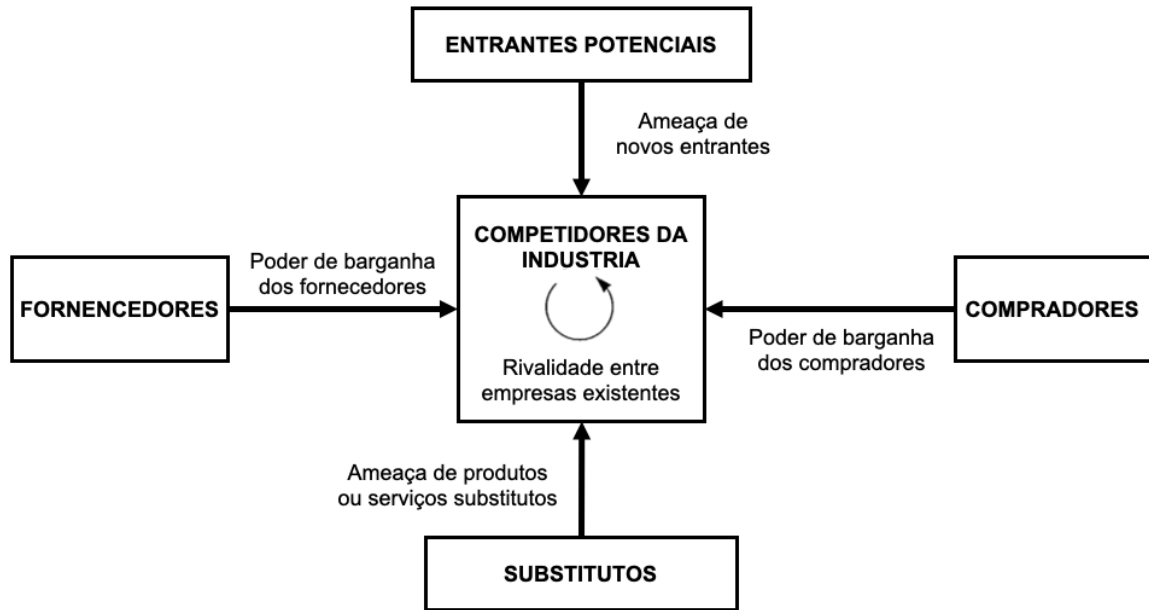 ENTRANTES POTENCIAIS
Ameaça de
novos entrantes
COMPETIDORES DA
INDUSTRIA
Rivalidade entre
empresas existentes
Poder de barganha
dos fornecedores
FORNENCEDORES
COMPRADORES
Poder de barganha
dos compradores
Ameaça de produtos
ou serviços substitutos
SUBSTITUTOS